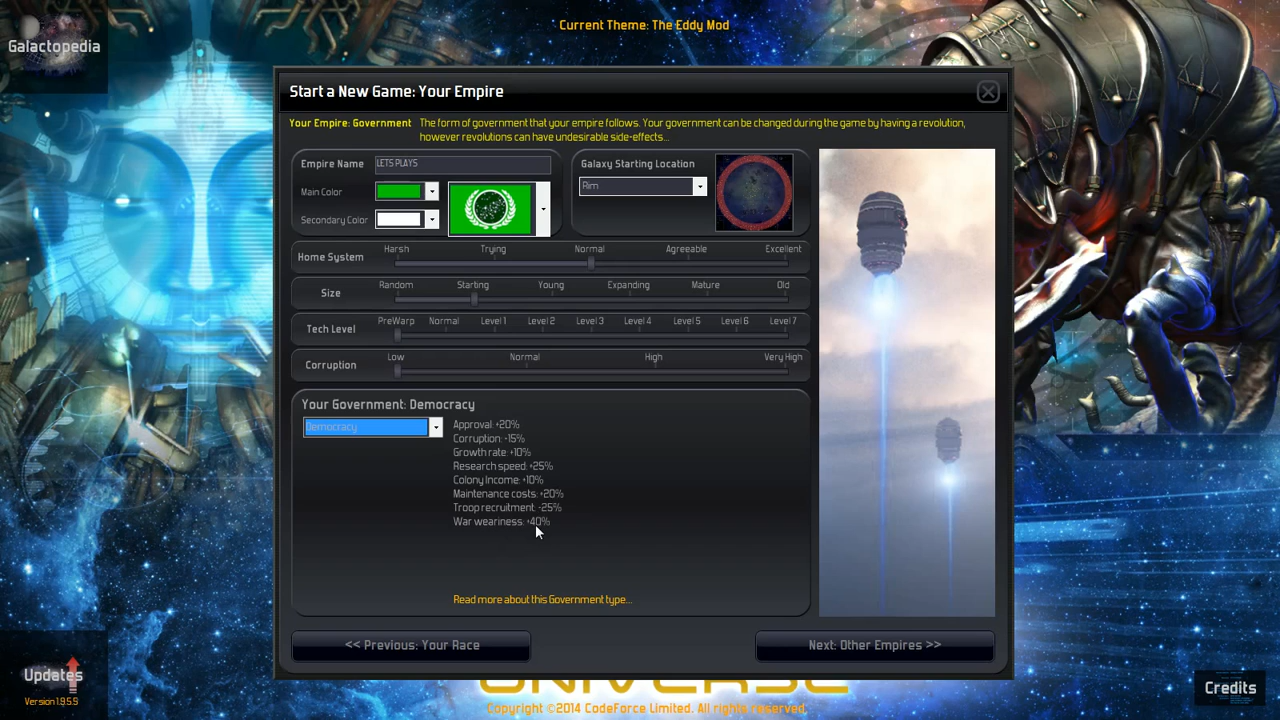 Galactopedia
Current Theme: The Eddy Mod
Start a New Game: Your Empire
Your Empire: Government The form of government that your empire follows. Your government can be changed during the game by having a revolution,
however revolutions can have undesirable side-effects...
Empire Name LETS PLAYS
Main Color
Secondary Color
Galaxy Starting Location
Rim
Home System Harsh Trying Normal Agreeable Excellent
Size Random Starting Young Expanding Mature Old
Tech Level PreWarp Normal Level 1 Level 2 Level 3 Level 4 Level 5 Level 6 Level 7
Corruption Low Normal High Very High
Your Government: Democracy
Democracy
Approval: +20%
Corruption: -15%
Growth rate: +10%
Research speed: +25%
Colony Income: +10%
Maintenance costs: +20%
Troop recruitment: -25%
War weariness: +40%
Read more about this Government type...
<< Previous: Your Race
Next: Other Empires >>
UNIVERSE
Copyright ©2014 CodeForce Limited. All rights reserved.
Updates
Version 1.9.5.5
Credits